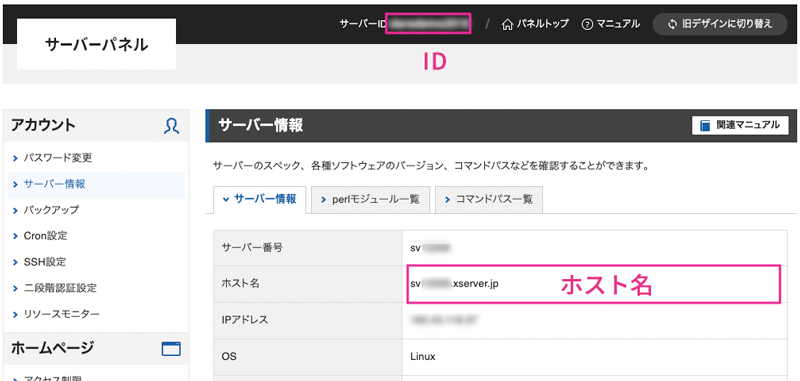 サーバーパネル
サーバーID
/
パネルトップ
マニュアル
旧デザインに切り替え
ID
アカウント
パスワード変更
サーバー情報
バックアップ
Cron設定
SSH設定
二段階認証設定
リソースモニター
ホームページ
アクセス制限
サーバー情報
関連マニュアル
サーバーのスペック、各種ソフトウェアのバージョン、コマンドパスなどを確認することができます。
サーバー情報
perlモジュール一覧
コマンドパス一覧
サーバー番号 sv
ホスト名 sv .xserver.jp ホスト名
IPアドレス
OS Linux